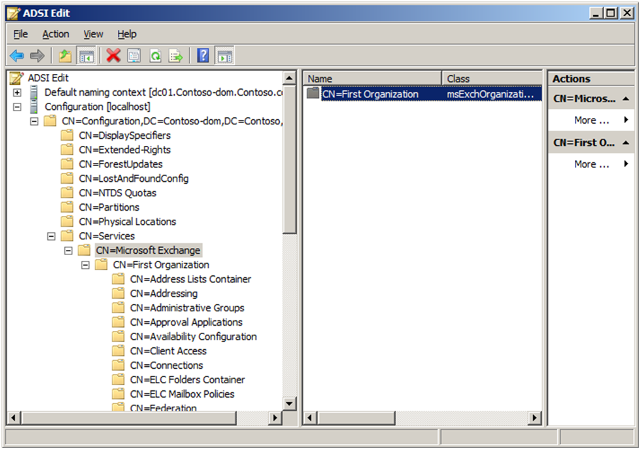 ADSI Edit
File Action View Help
ADSI Edit
Default naming context [dc01.Contoso-dom.Contoso.c
Configuration [localhost]
CN=Configuration,DC=Contoso-dom,DC=Contoso,
CN=DisplaySpecifiers
CN=Extended-Rights
CN=ForestUpdates
CN=LostAndFoundConfig
CN=NTDS Quotas
CN=Partitions
CN=Physical Locations
CN=Services
CN=Microsoft Exchange
CN=First Organization
CN=Address Lists Container
CN=Addressing
CN=Administrative Groups
CN=Approval Applications
CN=Availability Configuration
CN=Client Access
CN=Connections
CN=ELC Folders Container
CN=ELC Mailbox Policies
CN=Federation
Name Class
CN=First Organization msExchOrganizati...
Actions
CN=Micros...
More ...
CN=First O...
More ...